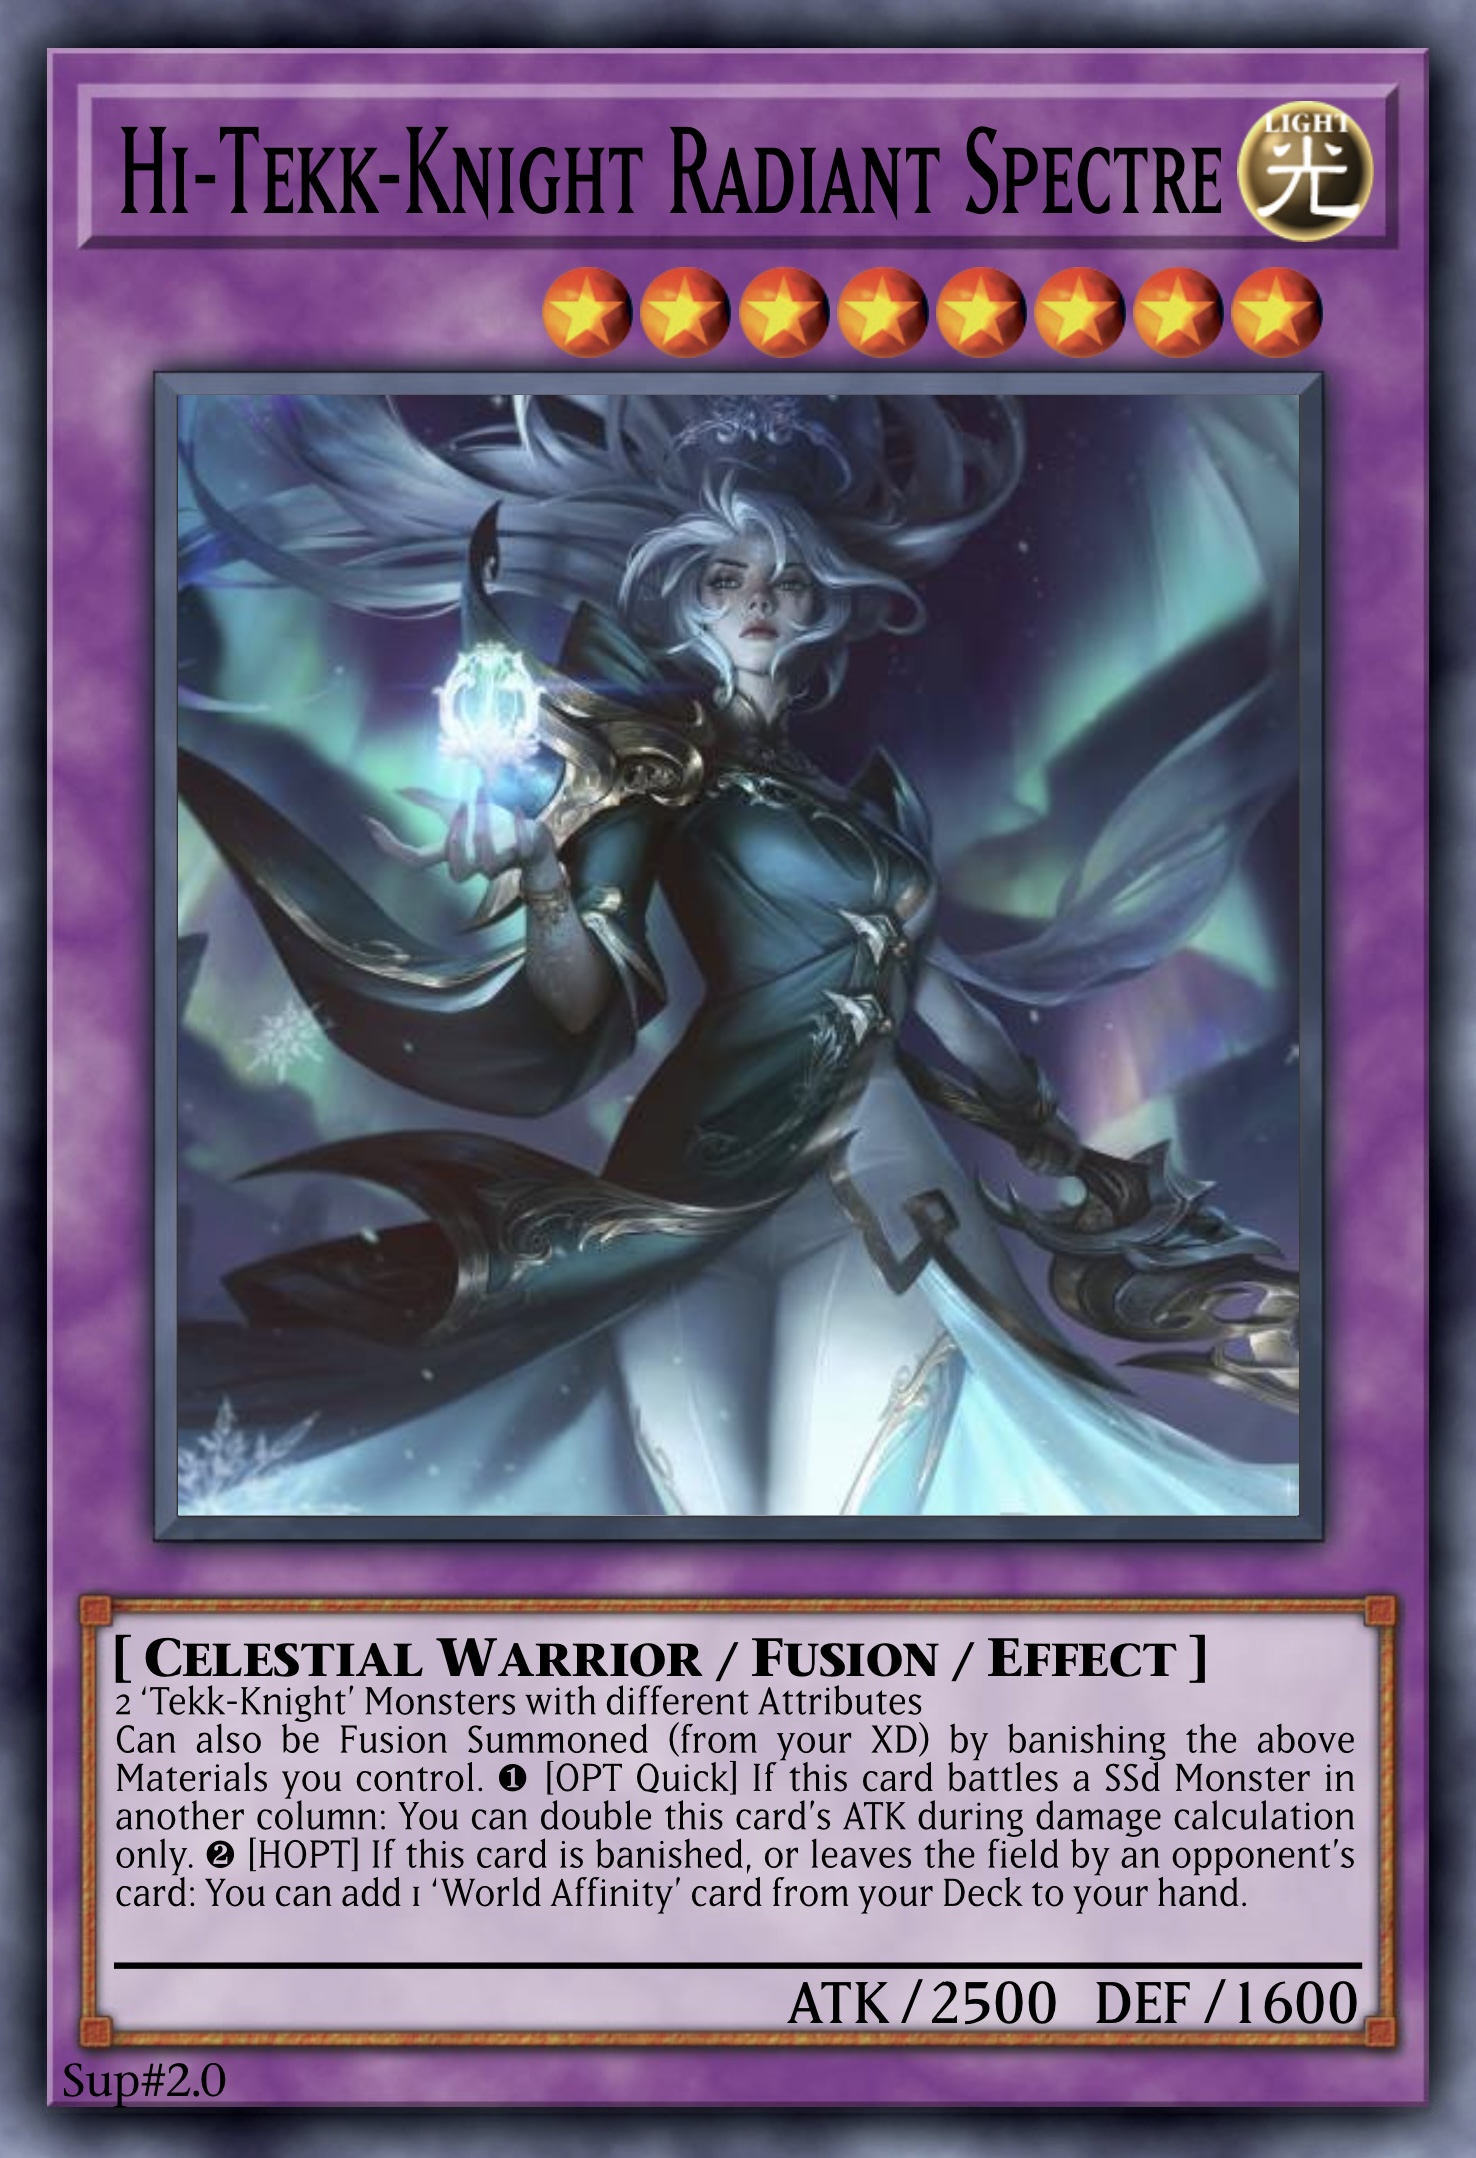 Hi-Tekk-Knight Radiant Spectre
LIGHT
光
[ Celestial Warrior / Fusion / Effect ]
2 ‘Tekk-Knight’ Monsters with different Attributes
Can also be Fusion Summoned (from your XD) by banishing the above
Materials you control. ❶ [OPT Quick] If this card battles a SSd Monster in
another column: You can double this card's ATK during damage calculation
only. ❷ [HOPT] If this card is banished, or leaves the field by an opponent's
card: You can add 1 ‘World Affinity’ card from your Deck to your hand.
ATK / 2500 DEF / 1600
Sup#2.0